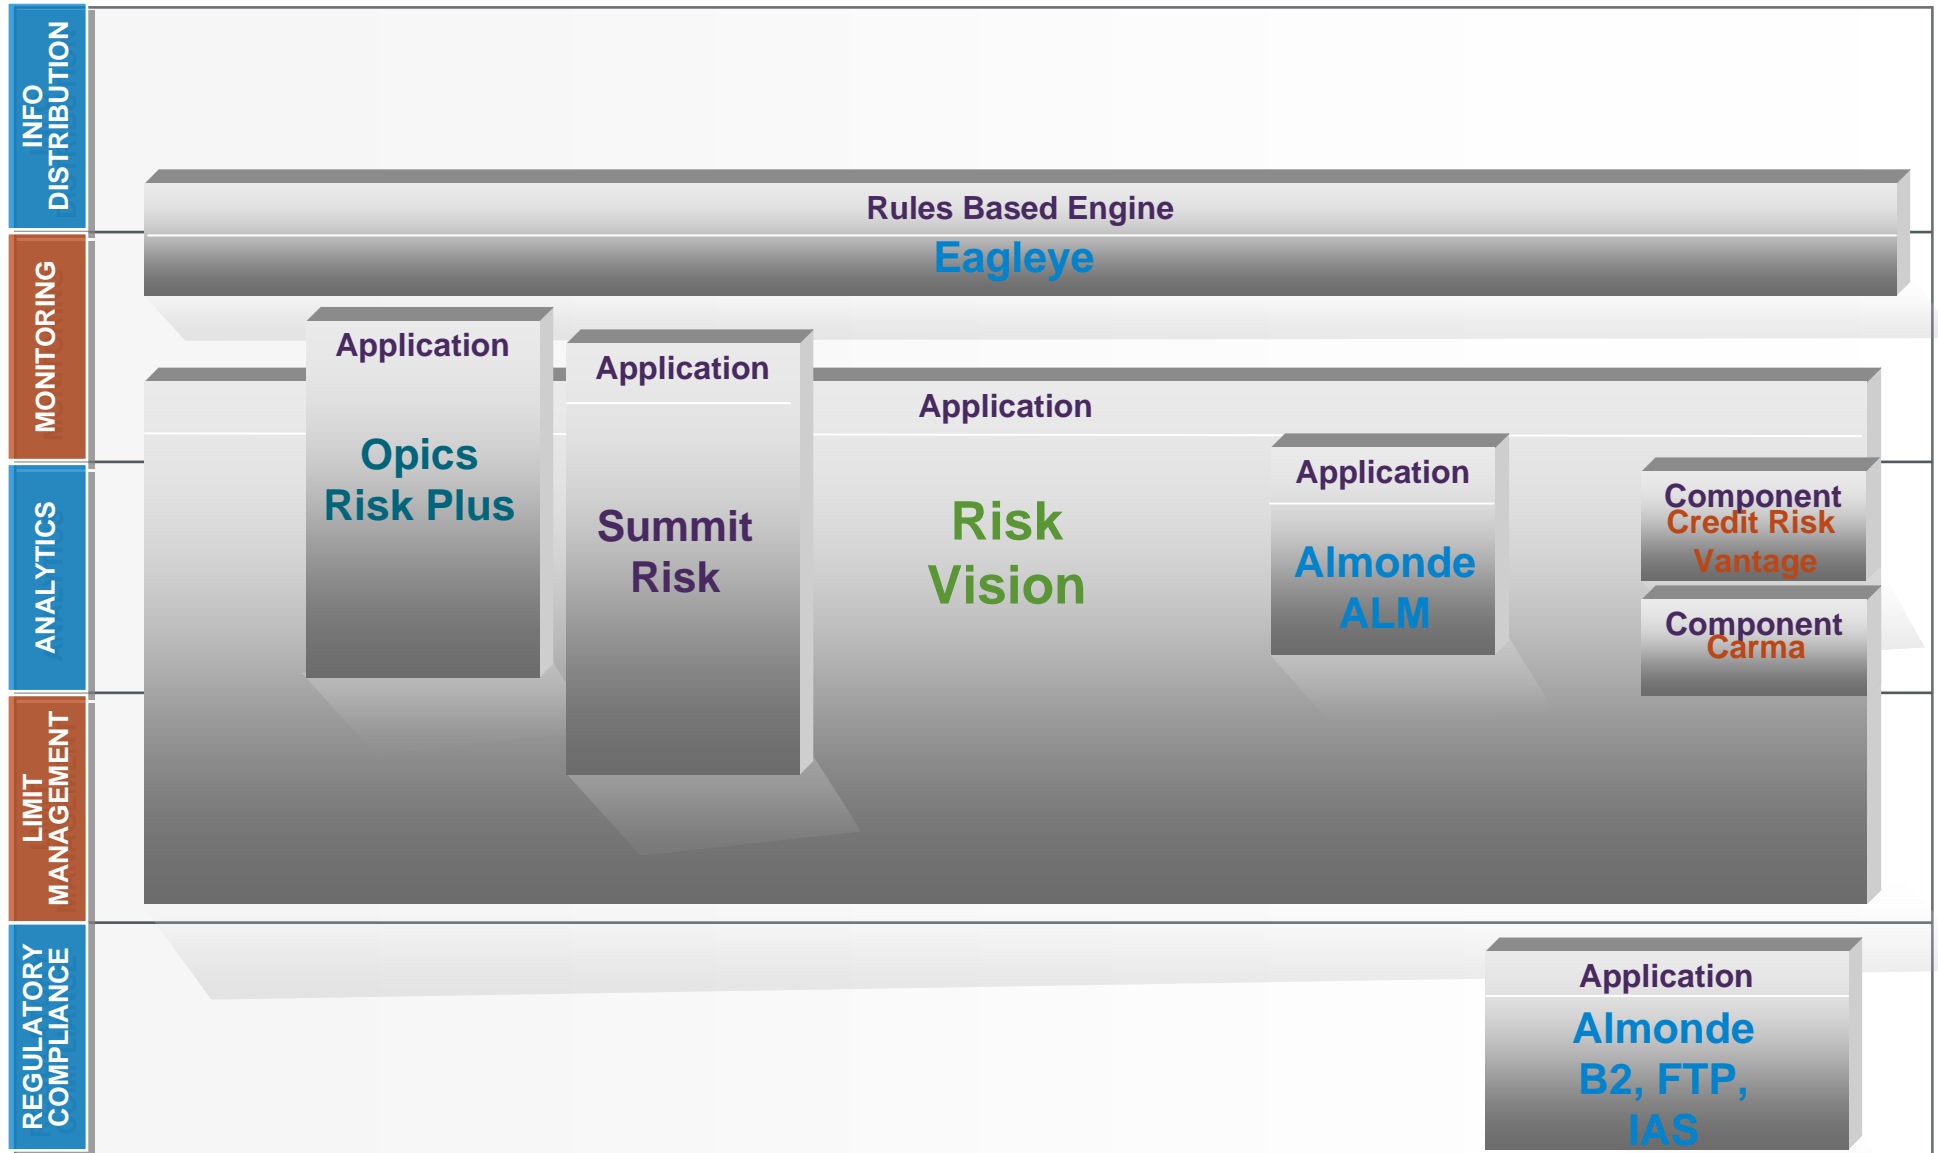 INFO
DISTRIBUTION
Rules Based Engine
Eagleye
MONITORING
Application
Opics
Risk Plus
Application
Summit
Risk
Application
Risk
Vision
ANALYTICS
Application
Almonde
ALM
Component
Credit Risk
Vantage
Component
Carma
LIMIT
MANAGEMENT
REGULATORY
COMPLIANCE
Application
Almonde
B2, FTP,
IAS